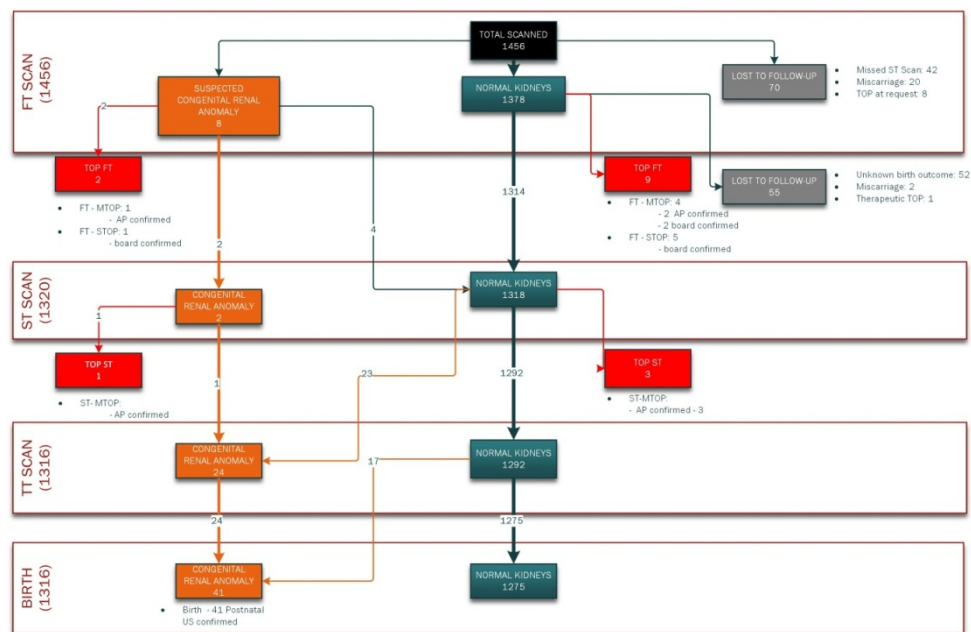 FT SCAN
(1456)
TOTAL SCANNED
1456
SUSPECTED
CONGENITAL RENAL
ANOMALY
8
NORMAL KIDNEYS
1378
LOST TO FOLLOW-UP
70
• Missed ST Scan: 42
• Miscarriage: 20
• TOP at request: 8
2
TOP FT
2
• FT - MTOP: 1
- AP confirmed
• FT - STOP: 1
- board confirmed
2
4
1314
TOP FT
9
• FT - MTOP: 4
- 2 AP confirmed
- 2 board confirmed
• FT - STOP: 5
- board confirmed
LOST TO FOLLOW-UP
55
• Unknown birth outcome: 52
• Miscarriage: 2
• Therapeutic TOP: 1
ST SCAN
(1320)
CONGENITAL
RENAL ANOMALY
2
NORMAL KIDNEYS
1318
1
TOP ST
1
• ST- MTOP:
- AP confirmed
1
23
1292
TOP ST
3
• ST-MTOP:
- AP confirmed - 3
TT SCAN
(1316)
CONGENITAL
RENAL ANOMALY
24
NORMAL KIDNEYS
1292
17
24
1275
BIRTH
(1316)
CONGENITAL
RENAL ANOMALY
41
NORMAL KIDNEYS
1275
• Birth - 41 Postnatal
US confirmed